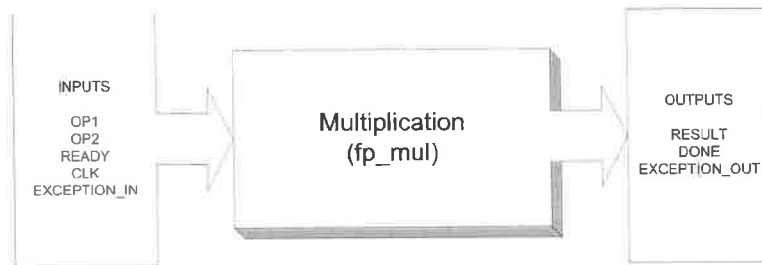 INPUTS
OP1
OP2
READY
CLK
EXCEPTION_IN
Multiplication
(fp_mul)
OUTPUTS
RESULT
DONE
EXCEPTION_OUT